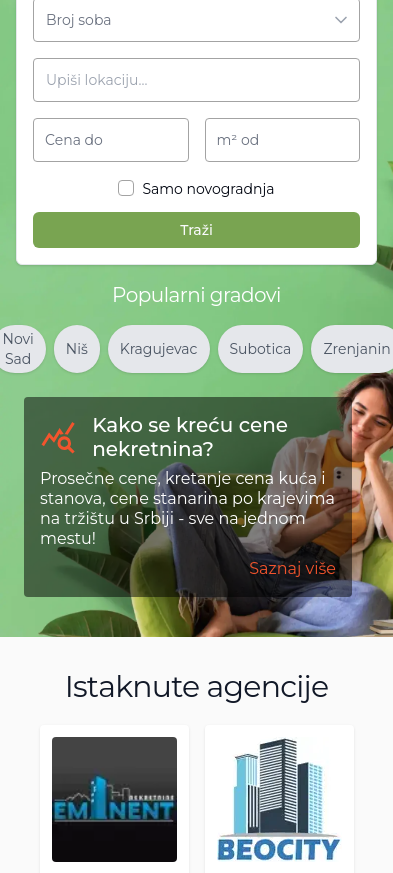 Broj soba
Upiši lokaciju...
Cena do
m² od
Samo novogradnja
Traži
Popularni gradovi
Novi
Sad
Niš
Kragujevac
Subotica
Zrenjanin
Kako se kreću cene
nekretnina?
Prosečne cene, kretanje cena kuća i
stanova, cene stanarina po krajevima
na tržištu u Srbiji - sve na jednom
mestu!
Saznaj više
Istaknute agencije
NEKRETNINE
EMINENT
BEOCITY